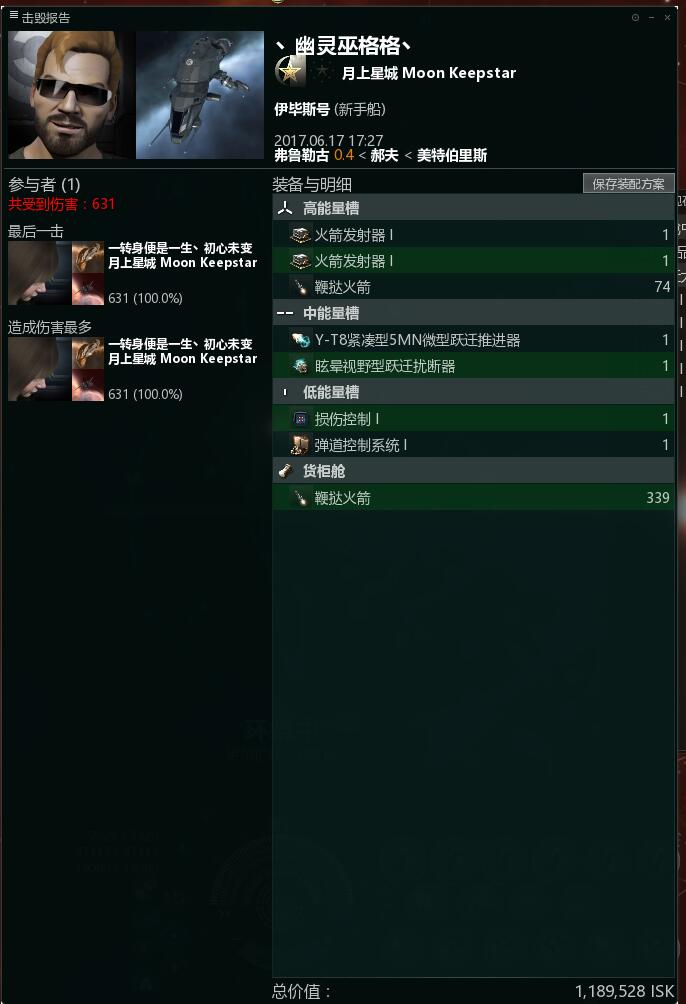 击毁报告
、幽灵巫格格、
月上星城 Moon Keepstar
伊毕斯号 (新手船)
2017.06.17 17:27
弗鲁勒古 0.4 < 郝夫 < 美特伯里斯
参与者 (1)
共受到伤害：631
最后一击
一转身便是一生、初心未变
月上星城 Moon Keepstar
631 (100.0%)
造成伤害最多
一转身便是一生、初心未变
月上星城 Moon Keepstar
631 (100.0%)
装备与明细
保存装配方案
高能量槽
火箭发射器 I 1
火箭发射器 I 1
鞭挞火箭 74
中能量槽
Y-T8紧凑型5MN微型跃迁推进器 1
眩晕视野型跃迁扰断器 1
低能量槽
损伤控制 I 1
弹道控制系统 I 1
货柜舱
鞭挞火箭 339
总价值： 1,189,528 ISK